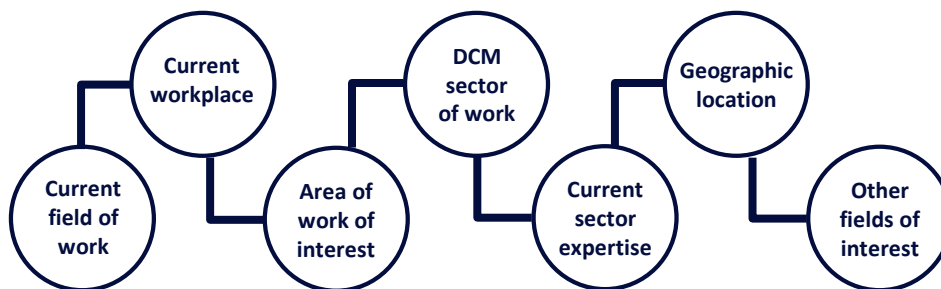 Current
field of
work
Current
workplace
Area of
work of
interest
DCM
sector
of work
Current
sector
expertise
Geographic
location
Other
fields of
interest